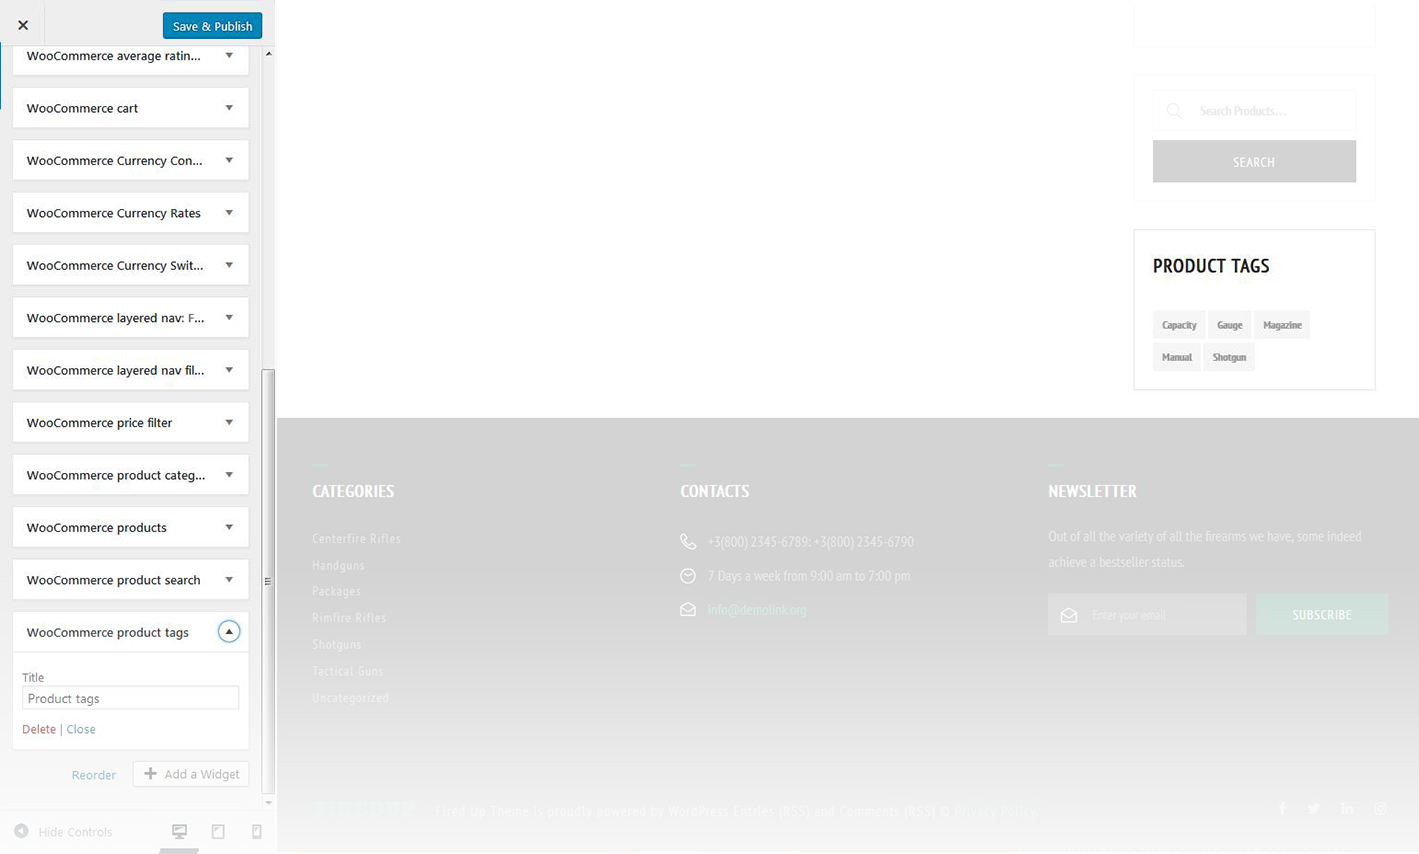 Save & Publish
WooCommerce average ratin...
WooCommerce cart
WooCommerce Currency Con...
WooCommerce Currency Rates
WooCommerce Currency Swit...
WooCommerce layered nav: F...
WooCommerce layered nav fil...
WooCommerce price filter
WooCommerce product categ...
WooCommerce products
WooCommerce product search
WooCommerce product tags
Title
Product tags
Delete | Close
Reorder
Add a Widget
Hide Controls
Search Products...
SEARCH
PRODUCT TAGS
Capacity Gauge Magazine
Manual Shotgun
CATEGORIES
Centerfire Rifles
Handguns
Packages
Rimfire Rifles
Shotguns
Tactical Guns
Uncategorized
CONTACTS
+3(800) 2345-6789; +3(800) 2345-6790
7 Days a week from 9:00 am to 7:00 pm
info@demolink.org
NEWSLETTER
Out of all the variety of all the firearms we have, some indeed
achieve a bestseller status.
Enter your email
SUBSCRIBE
Fired Up Theme is proudly powered by WordPress Entries (RSS) and Comments (RSS) © Privacy Policy